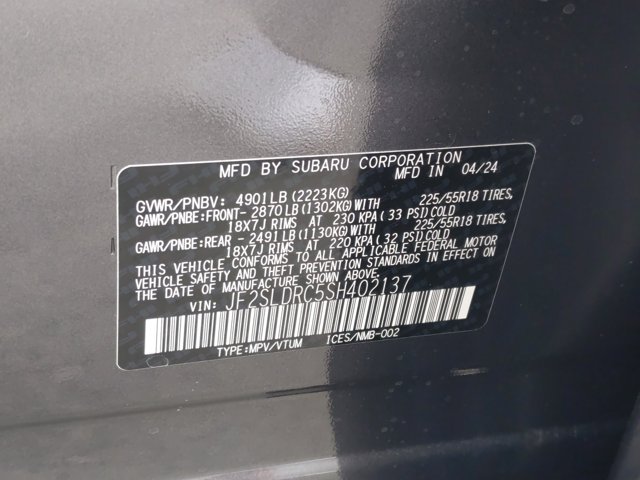 MFD BY SUBARU CORPORATION MFD IN 04/24
GVWR/PNBV: 4901LB(2223KG)
GAWR/PNBE:FRONT- 2870LB(1302KG)WITH 225/55R18 TIRES,
18X7J RIMS AT 230 KPA(33 PSI)COLD
GAWR/PNBE:REAR - 2491LB(1130KG)WITH 225/55R18 TIRES,
18X7J RIMS AT 220 KPA(32 PSI)COLD
THIS VEHICLE CONFORMS TO ALL APPLICABLE FEDERAL MOTOR
VEHICLE SAFETY, BUMPER AND THEFT PREVENTION STANDARDS IN EFFECT ON
THE DATE OF MANUFACTURE SHOWN ABOVE.
VIN: JF2SLDRC5SH402137
TYPE:MPV/VTUM ICES/NMB-002